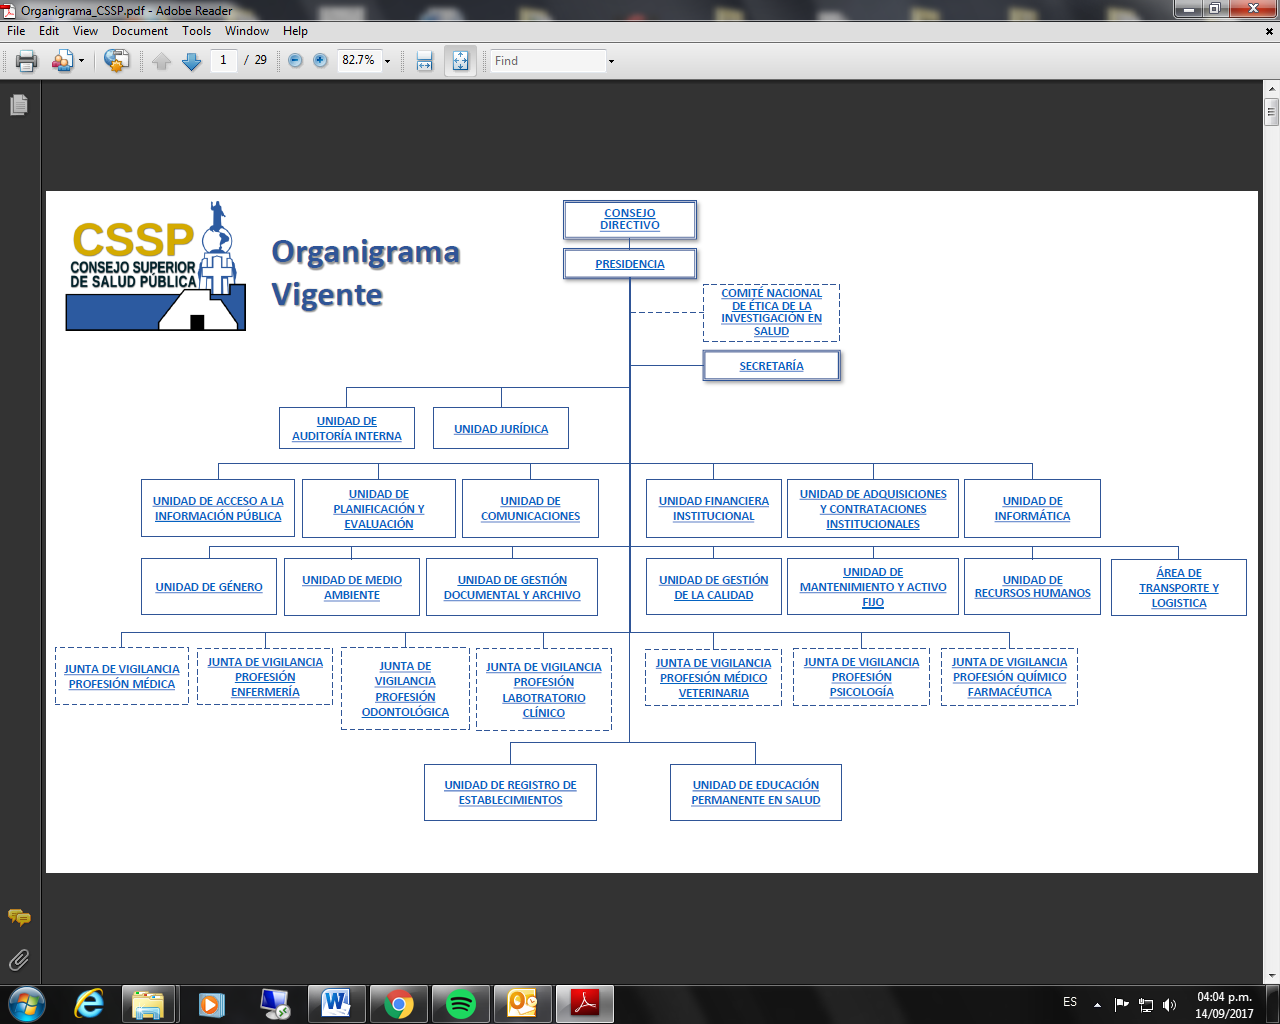 Organigrama_CSSP.pdf - Adobe Reader
File Edit View Document Tools Window Help
1 / 29 82.7% Find
CSSP
CONSEJO SUPERIOR
DE SALUD PÚBLICA
Organigrama
Vigente
CONSEJO
DIRECTIVO
PRESIDENCIA
COMITÉ NACIONAL
DE ÉTICA DE LA
INVESTIGACIÓN EN
SALUD
SECRETARÍA
UNIDAD DE
AUDITORÍA INTERNA
UNIDAD JURÍDICA
UNIDAD DE ACCESO A LA
INFORMACIÓN PÚBLICA
UNIDAD DE
PLANIFICACIÓN Y
EVALUACIÓN
UNIDAD DE
COMUNICACIONES
UNIDAD FINANCIERA
INSTITUCIONAL
UNIDAD DE ADQUISICIONES
Y CONTRATACIONES
INSTITUCIONALES
UNIDAD DE
INFORMÁTICA
UNIDAD DE GÉNERO
UNIDAD DE MEDIO
AMBIENTE
UNIDAD DE GESTIÓN
DOCUMENTAL Y ARCHIVO
UNIDAD DE GESTIÓN
DE LA CALIDAD
UNIDAD DE
MANTENIMIENTO Y ACTIVO
FIJO
UNIDAD DE
RECURSOS HUMANOS
ÁREA DE
TRANSPORTE Y
LOGISTICA
JUNTA DE VIGILANCIA
PROFESIÓN MÉDICA
JUNTA DE VIGILANCIA
PROFESIÓN
ENFERMERÍA
JUNTA DE
VIGILANCIA
PROFESIÓN
ODONTOLÓGICA
JUNTA DE VIGILANCIA
PROFESIÓN
LABOTRATORIO
CLÍNICO
JUNTA DE VIGILANCIA
PROFESIÓN MÉDICO
VETERINARIA
JUNTA DE VIGILANCIA
PROFESIÓN
PSICOLOGÍA
JUNTA DE VIGILANCIA
PROFESIÓN QUÍMICO
FARMACÉUTICA
UNIDAD DE REGISTRO DE
ESTABLECIMIENTOS
UNIDAD DE EDUCACIÓN
PERMANENTE EN SALUD
ES
04:04 p.m.
14/09/2017